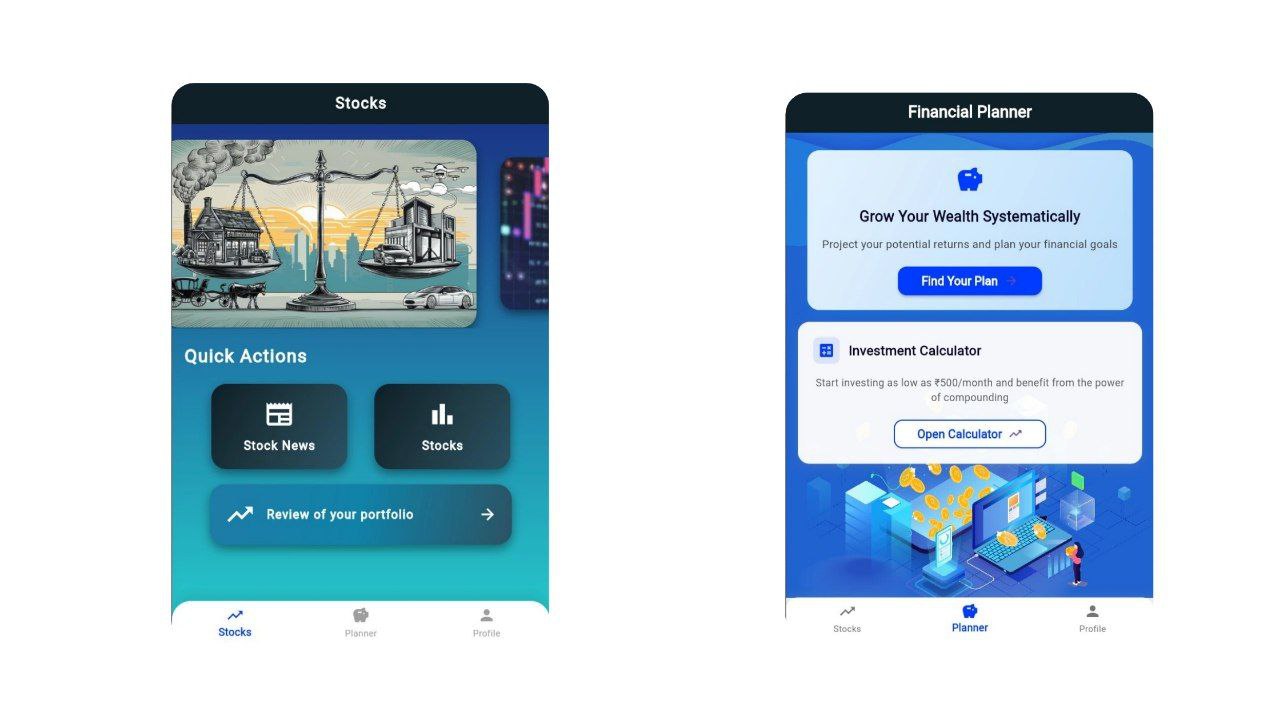 Stocks
Quick Actions
Stock News
Stocks
Review of your portfolio
Stocks
Planner
Profile
Financial Planner
Grow Your Wealth Systematically
Project your potential returns and plan your financial goals
Find Your Plan
Investment Calculator
Start investing as low as ₹500/month and benefit from the power
of compounding
Open Calculator
Stocks
Planner
Profile